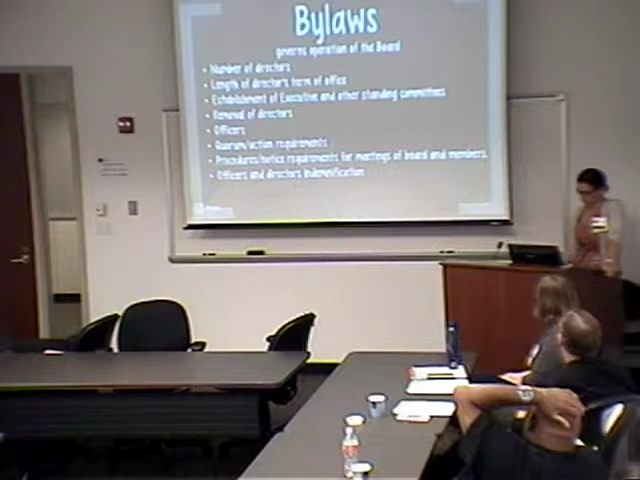 Bylaws
governs operation of the Board
• Number of directors
• Length of director's term of office
• Establishment of Executive and other standing committees
• Removal of directors
• Officers
• Quorum/action requirements
• Procedures/notice requirements for meetings of board and members
• Officers and directors indemnification